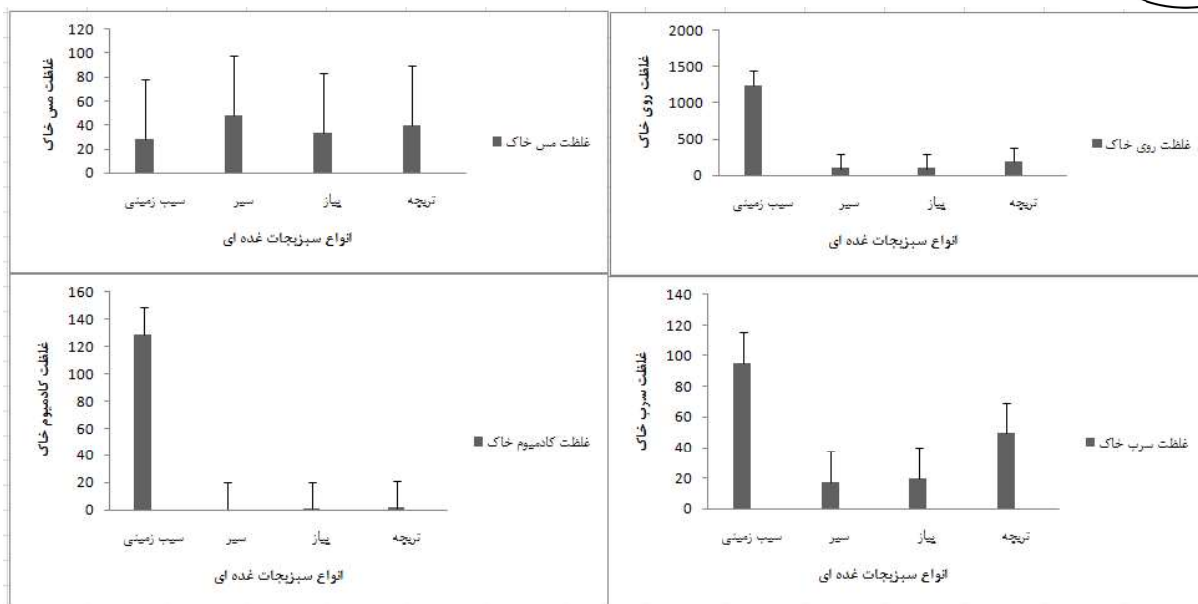 120
100
80
60
40
20
0
غلظت مس خاک
سیب زمینی
سیر
پیاز
تربچه
انواع سبزیجات غده ای
غلظت مس خاک
2000
1500
1000
500
0
غلظت روی خاک
سیب زمینی
سیر
پیاز
تربچه
انواع سبزیجات غده ای
غلظت روی خاک
160
140
120
100
80
60
40
20
0
غلظت کادمیوم خاک
سیب زمینی
سیر
پیاز
تربچه
انواع سبزیجات غده ای
غلظت کادمیوم خاک
140
120
100
80
60
40
20
0
غلظت سرب خاک
سیب زمینی
سیر
پیاز
تربچه
انواع سبزیجات غده ای
غلظت سرب خاک